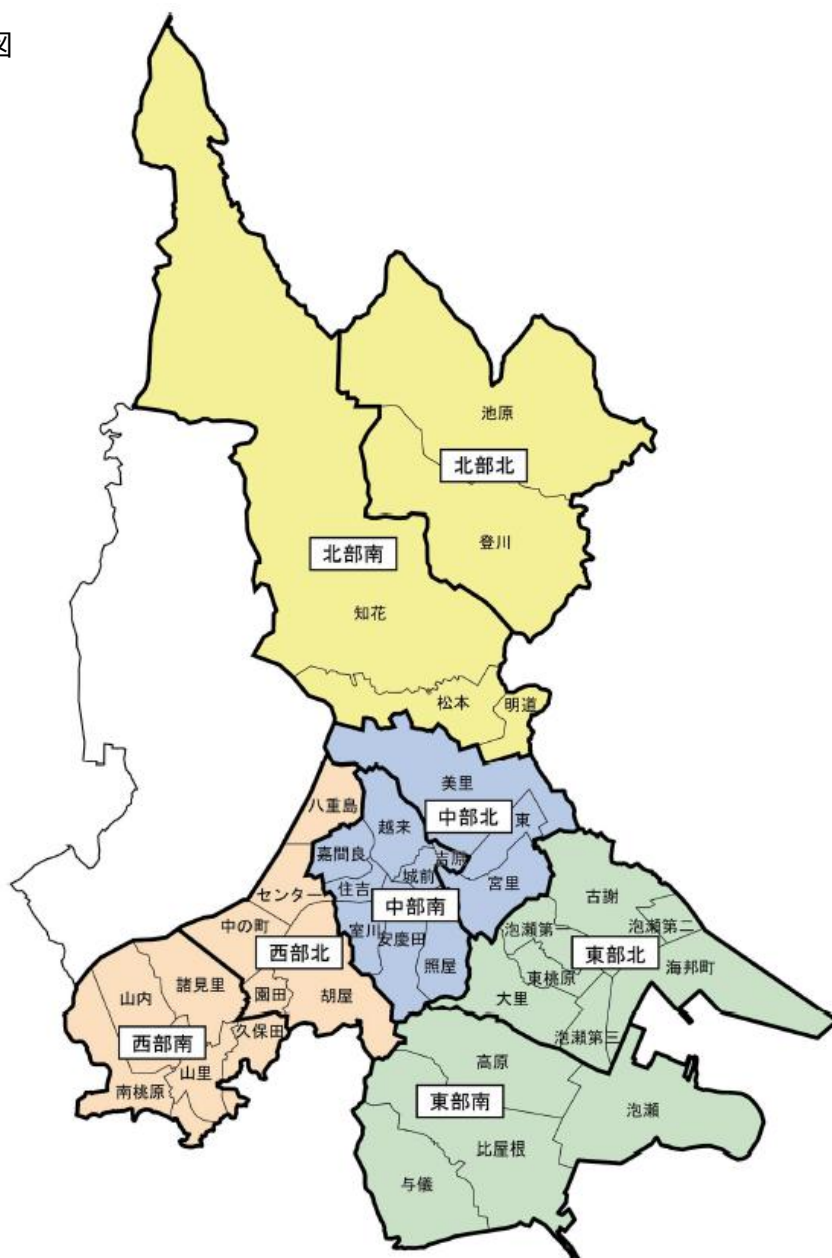 図
池原
北部北
登川
北部南
知花
松本
明道
美里
八重島
中部北
東
越来
吉原
嘉間良
城前
宮里
住吉
センター
中部南
古謝
中の町
室川
安慶田
泡瀬第一
泡瀬第二
西部北
照屋
東部北
海邦町
東桃原
諸見里
山内
園田
胡屋
大里
久保田
泡瀬第三
西部南
高原
山里
南桃原
東部南
泡瀬
比屋根
与儀